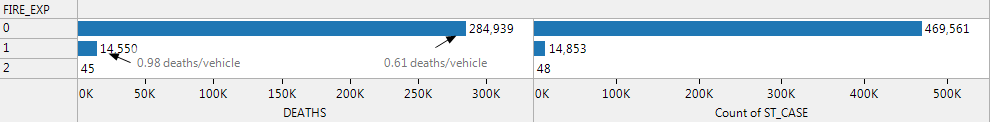 FIRE_EXP
0 284,939 469,561
1 14,550 14,853
0.98 deaths/vehicle 0.61 deaths/vehicle
2 45 48
0K 50K 100K 150K 200K 250K 300K 0K 100K 200K 300K 400K 500K
DEATHS Count of ST_CASE